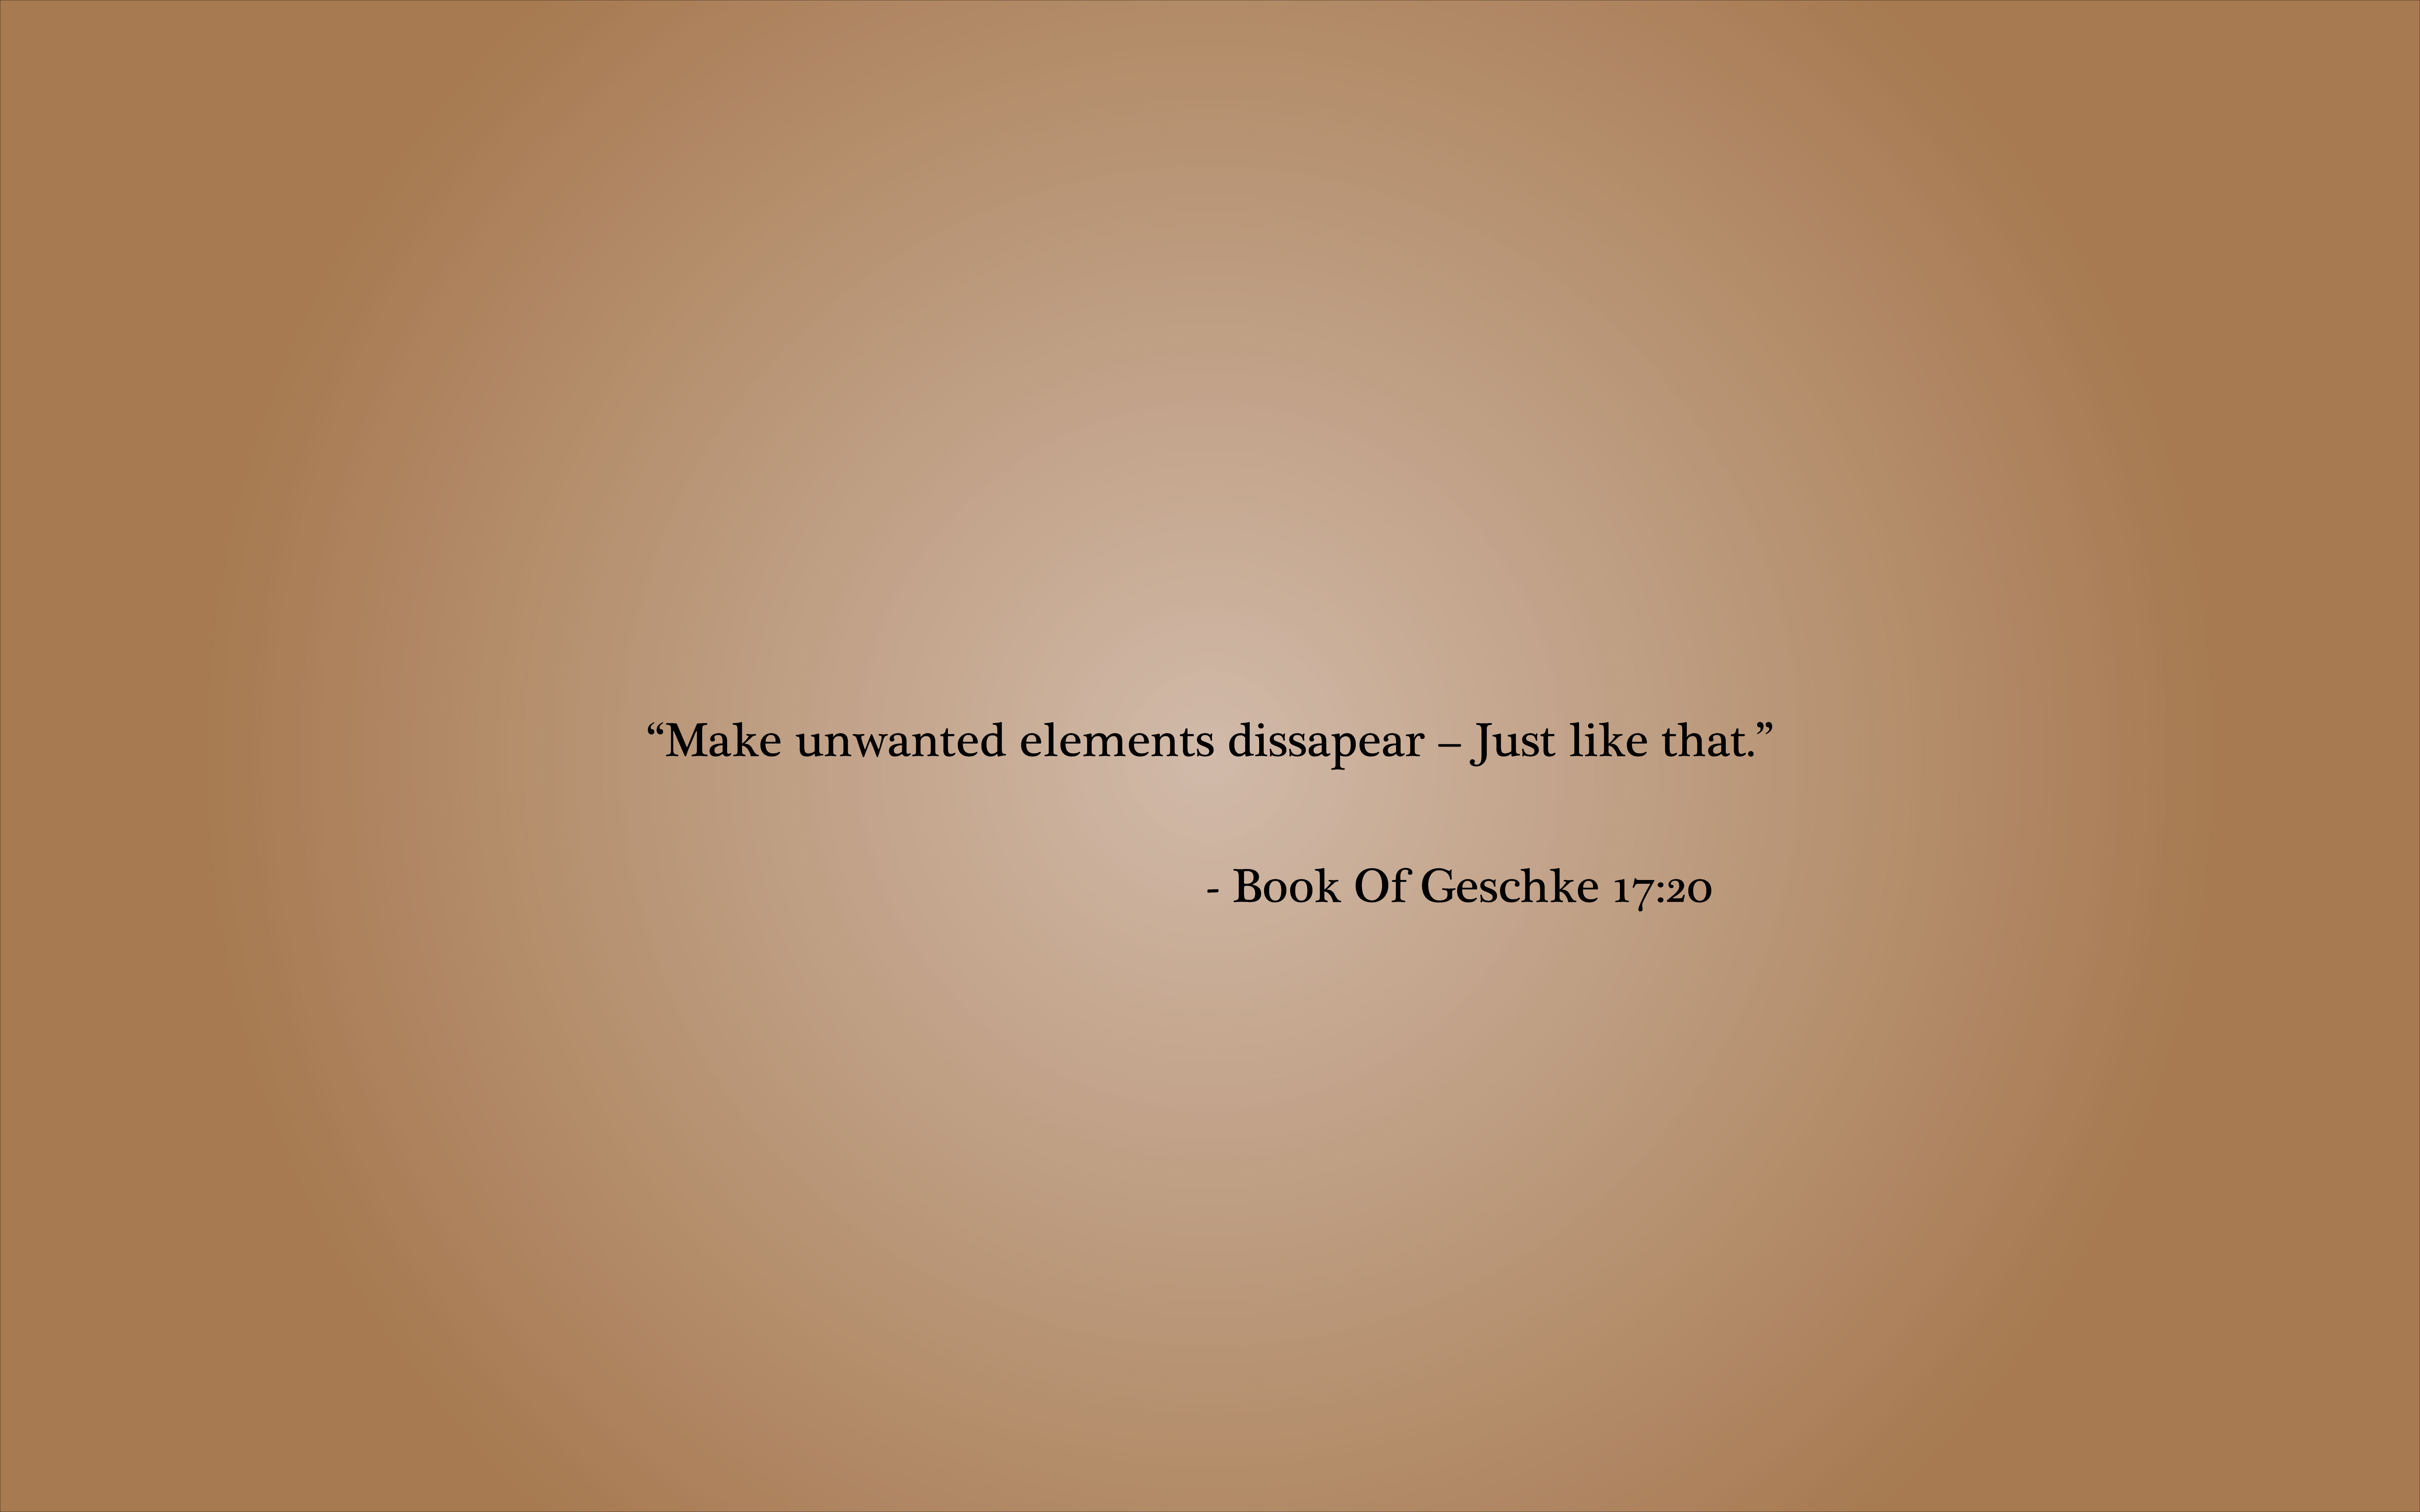 “Make unwanted elements dissapear – Just like that.”
- Book Of Geschke 17:20